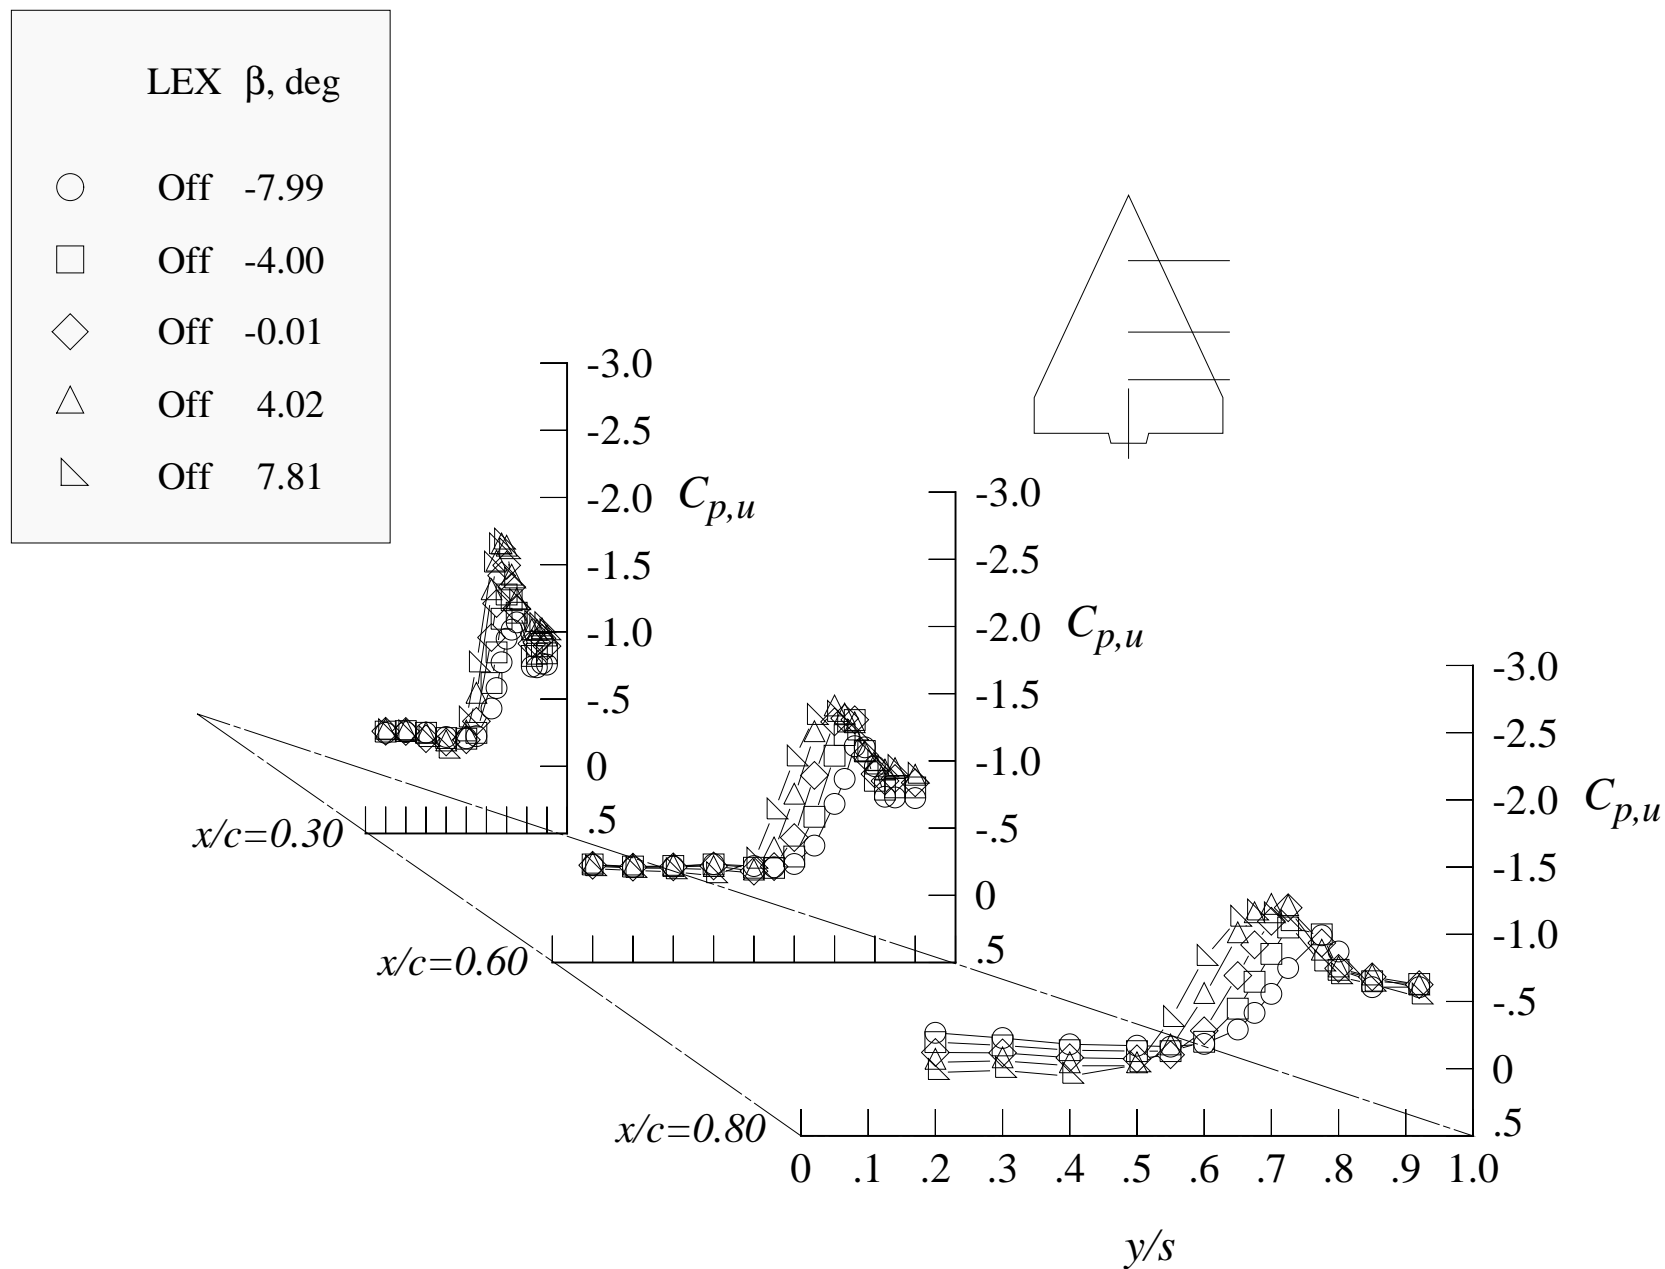 LEX β, deg
Off -7.99
Off -4.00
Off -0.01
Off 4.02
Off 7.81
-3.0
-2.5
-2.0 Cp,u
-1.5
-1.0
-.5
0
.5
x/c=0.30
-3.0
-2.5
-2.0 Cp,u
-1.5
-1.0
-.5
0
.5
x/c=0.60
-3.0
-2.5
-2.0 Cp,u
-1.5
-1.0
-.5
0
.5
x/c=0.80
0 .1 .2 .3 .4 .5 .6 .7 .8 .9 1.0
y/s